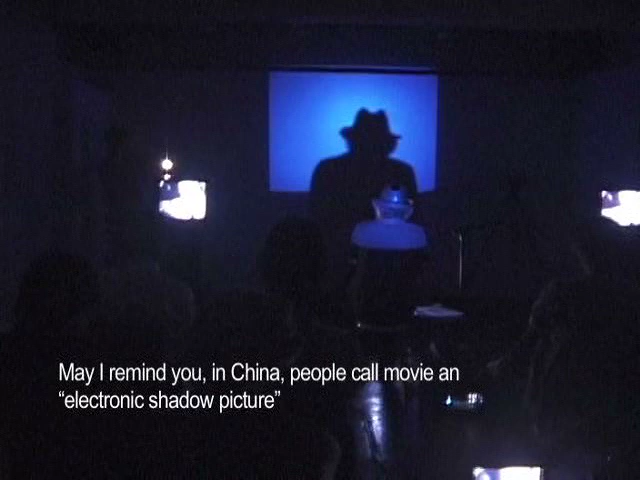 May I remind you, in China, people call movie an
“electronic shadow picture”